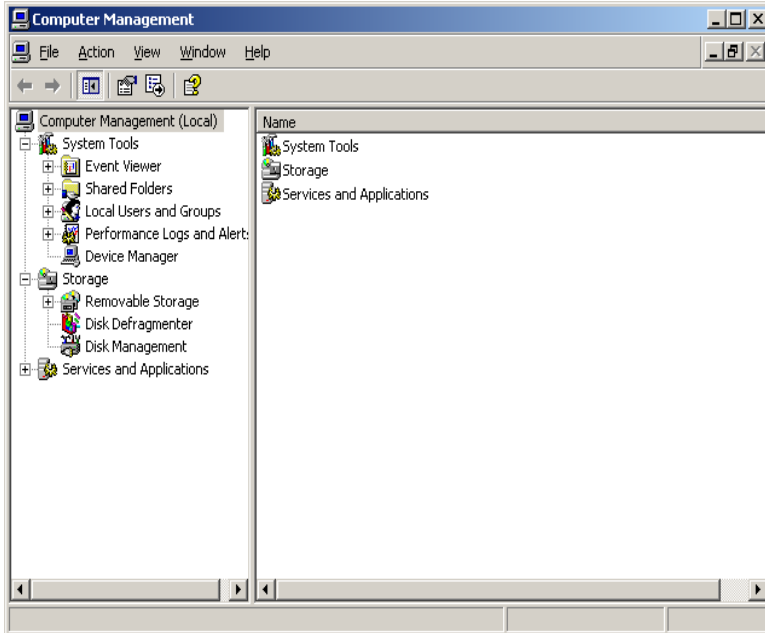 Computer Management
File Action View Window Help
Computer Management (Local)
System Tools
Event Viewer
Shared Folders
Local Users and Groups
Performance Logs and Alert
Device Manager
Storage
Removable Storage
Disk Defragmenter
Disk Management
Services and Applications
Name
System Tools
Storage
Services and Applications